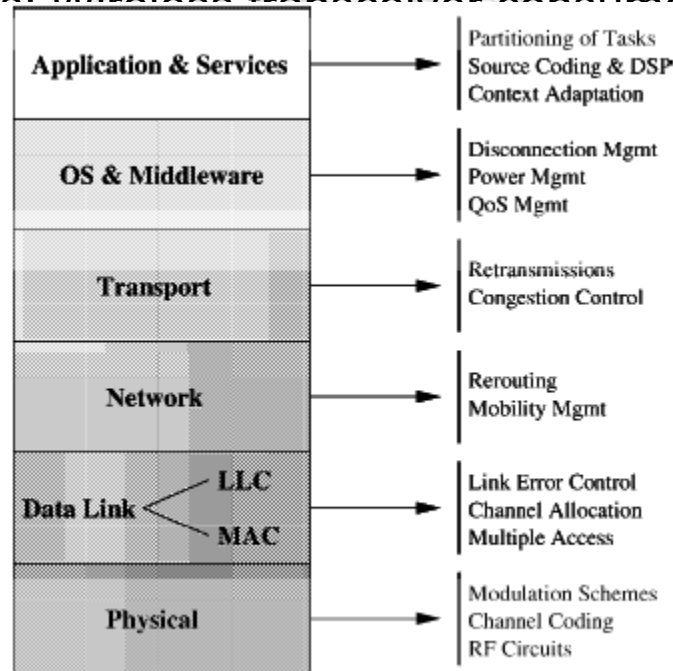 Application & Services
Partitioning of Tasks
Source Coding & DSP
Context Adaptation
OS & Middleware
Disconnection Mgmt
Power Mgmt
QoS Mgmt
Transport
Retransmissions
Congestion Control
Network
Rerouting
Mobility Mgmt
Data Link
LLC
MAC
Link Error Control
Channel Allocation
Multiple Access
Physical
Modulation Schemes
Channel Coding
RF Circuits